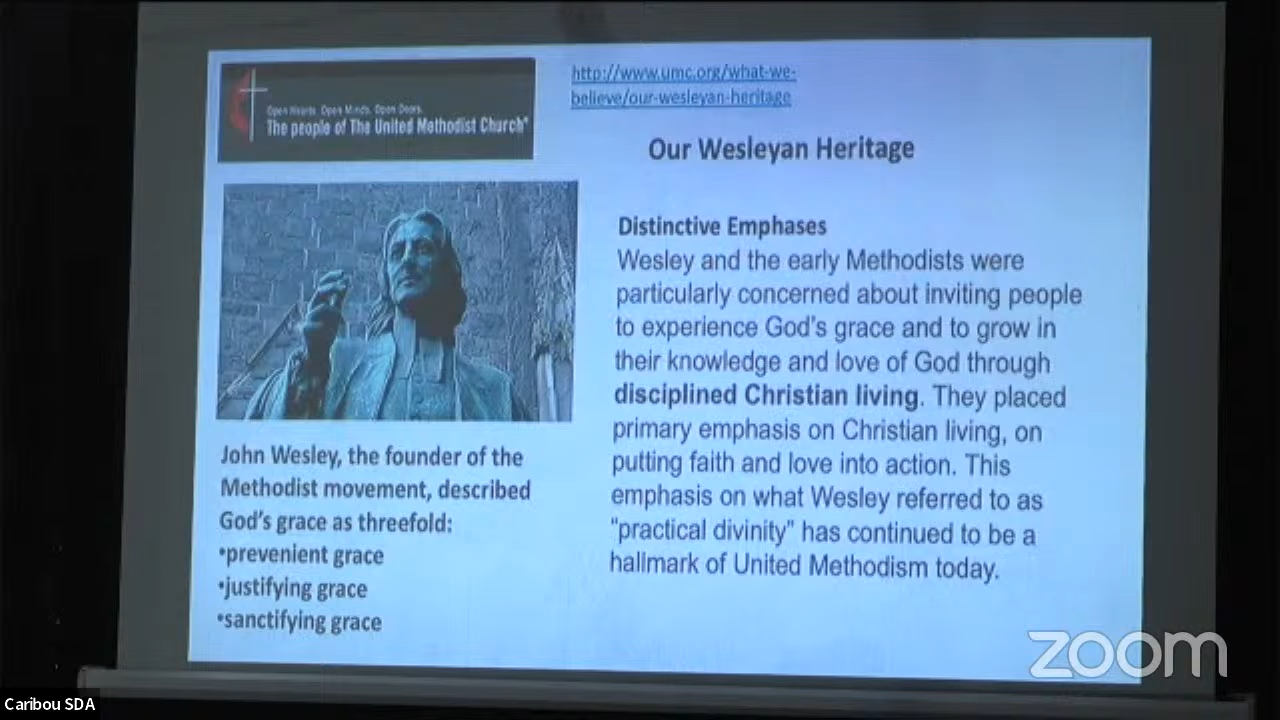 Open Hearts. Open Minds. Open Doors.
The people of The United Methodist Church®
http://www.umc.org/what-we-
believe/our-wesleyan-heritage
Our Wesleyan Heritage
Distinctive Emphases
Wesley and the early Methodists were
particularly concerned about inviting people
to experience God's grace and to grow in
their knowledge and love of God through
disciplined Christian living. They placed
primary emphasis on Christian living, on
putting faith and love into action. This
emphasis on what Wesley referred to as
"practical divinity" has continued to be a
hallmark of United Methodism today.
John Wesley, the founder of the
Methodist movement, described
God's grace as threefold:
•prevenient grace
•justifying grace
•sanctifying grace
zoom
Caribou SDA